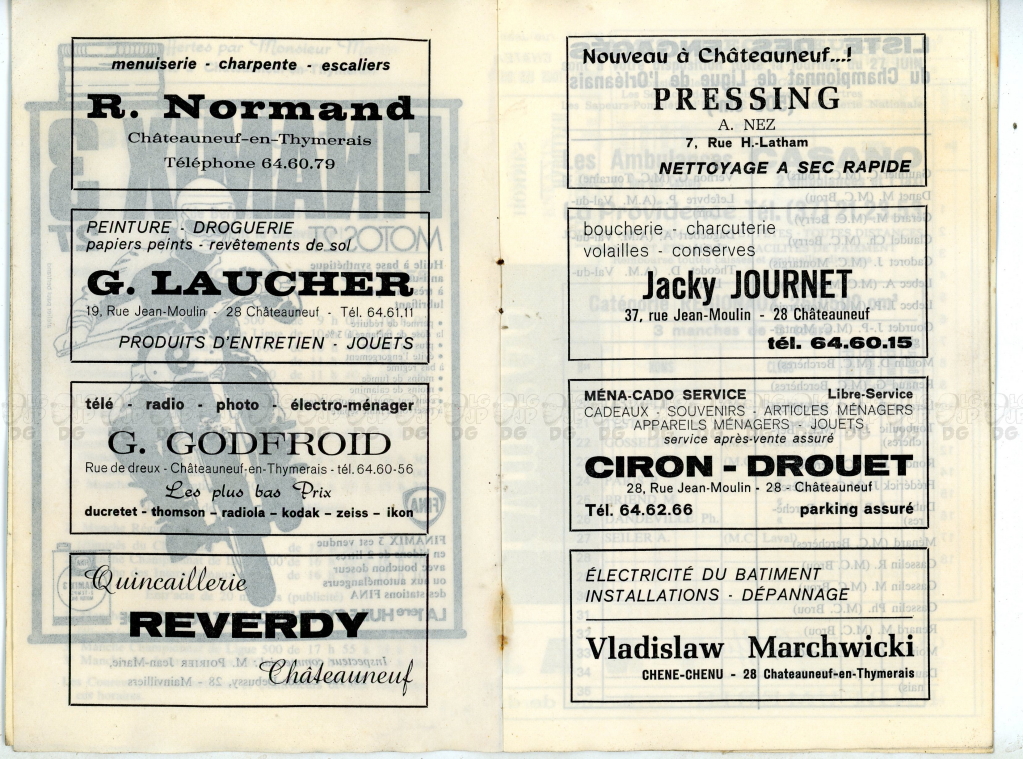 menuiserie - charpente - escaliers
R. Normand
Châteauneuf-en-Thymerais
Téléphone 64.60.79
PEINTURE - DROGUERIE
papiers peints - revêtements de sol
G. LAUCHER
19, Rue Jean-Moulin - 28 Châteauneuf - Tél. 64.61.11
PRODUITS D'ENTRETIEN - JOUETS
télé - radio - photo - électro-ménager
G. GODFROID
Rue de dreux - Châteauneuf-en-Thymerais - tél. 64.60-56
Les plus bas Prix
ducretet - thomson - radiola - kodak - zeiss - ikon
Quincaillerie
REVERDY
Châteauneuf
Nouveau à Châteauneuf...!
PRESSING
A. NEZ
7, Rue H.-Latham
NETTOYAGE A SEC RAPIDE
boucherie - charcuterie
volailles - conserves
Jacky JOURNET
37, rue Jean-Moulin - 28 Châteauneuf
tél. 64.60.15
MÉNA-CADO SERVICE Libre-Service
CADEAUX - SOUVENIRS - ARTICLES MÉNAGERS
APPAREILS MÉNAGERS - JOUETS
service après-vente assuré
CIRON - DROUET
28, Rue Jean-Moulin - 28 - Châteauneuf
Tél. 64.62.66 parking assuré
ÉLECTRICITÉ DU BATIMENT
INSTALLATIONS - DÉPANNAGE
Vladislaw Marchwicki
CHENE-CHENU - 28 Chateauneuf-en-Thymerais